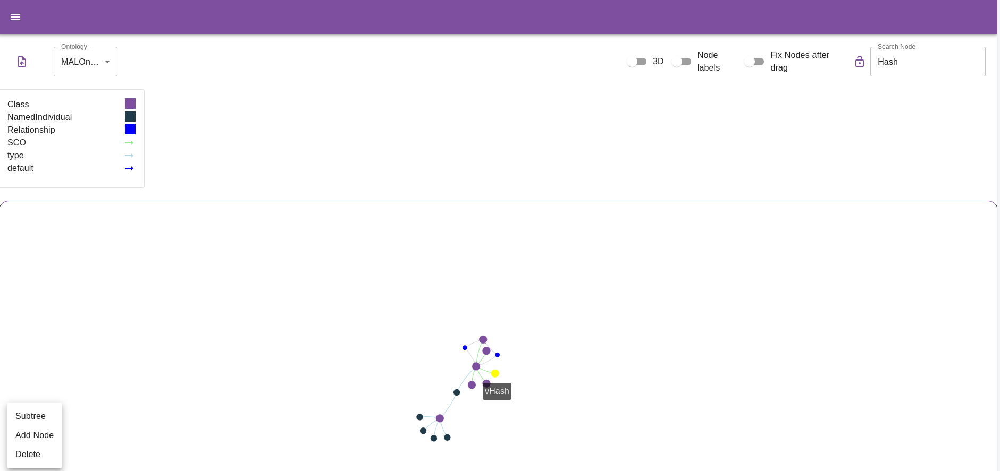 Ontology
MALOn...
3D
Node
labels
Fix Nodes after
drag
Search Node
Hash
Class
NamedIndividual
Relationship
SCO
type
default
vHash
Subtree
Add Node
Delete